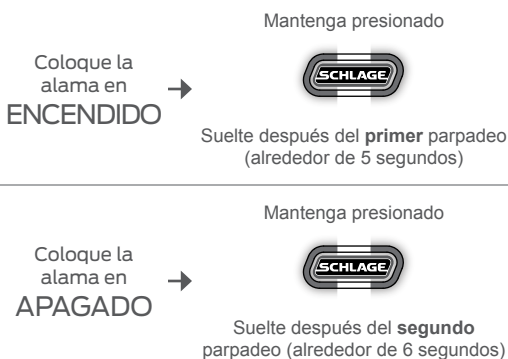 Coloque la
alama en
ENCENDIDO
Mantenga presionado
SCHLAGE
Suelte después del primer parpadeo
(alrededor de 5 segundos)
Coloque la
alama en
APAGADO
Mantenga presionado
SCHLAGE
Suelte después del segundo
parpadeo (alrededor de 6 segundos)